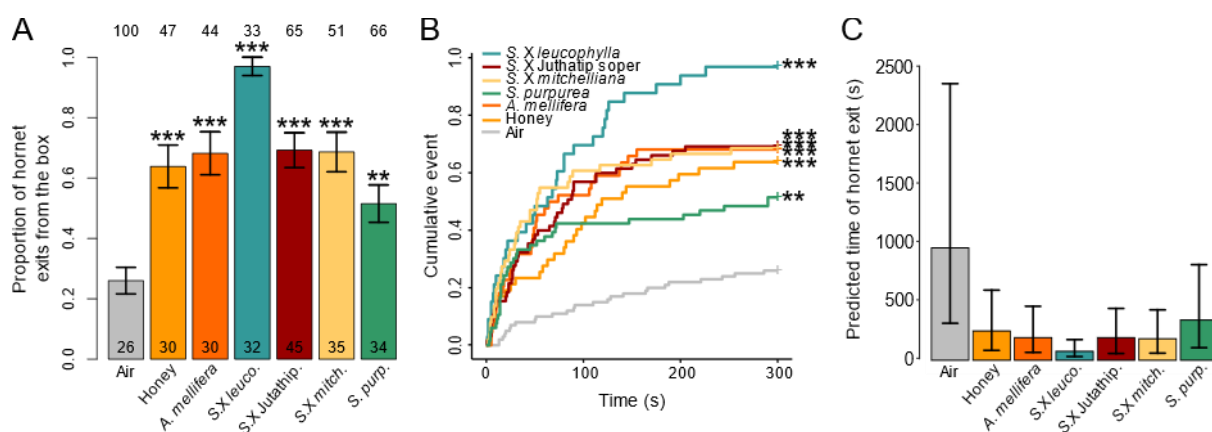 A
100 47 44 33 65 51 66
***
*** *** *** ***
**
Proportion of hornet
exits from the box
1.0
0.8
0.6
0.4
0.2
0.0
26 30 30 32 45 35 34
Air
Honey
A. mellifera
S.X leuco.
S.X Jutathip.
S.X mitch.
S. purp.
B
S. X leucophylla
S. X Juthatip soper
S. X mitchelliana
S. purpurea
A. mellifera
Honey
Air
***
***
***
***
***
**
Cumulative event
1.0
0.8
0.6
0.4
0.2
0.0
0 100 200 300
Time (s)
C
Predicted time of hornet exit (s)
2500
2000
1500
1000
500
0
Air
Honey
A. mellifera
S.X leuco.
S.X Jutathip.
S.X mitch.
S. purp.